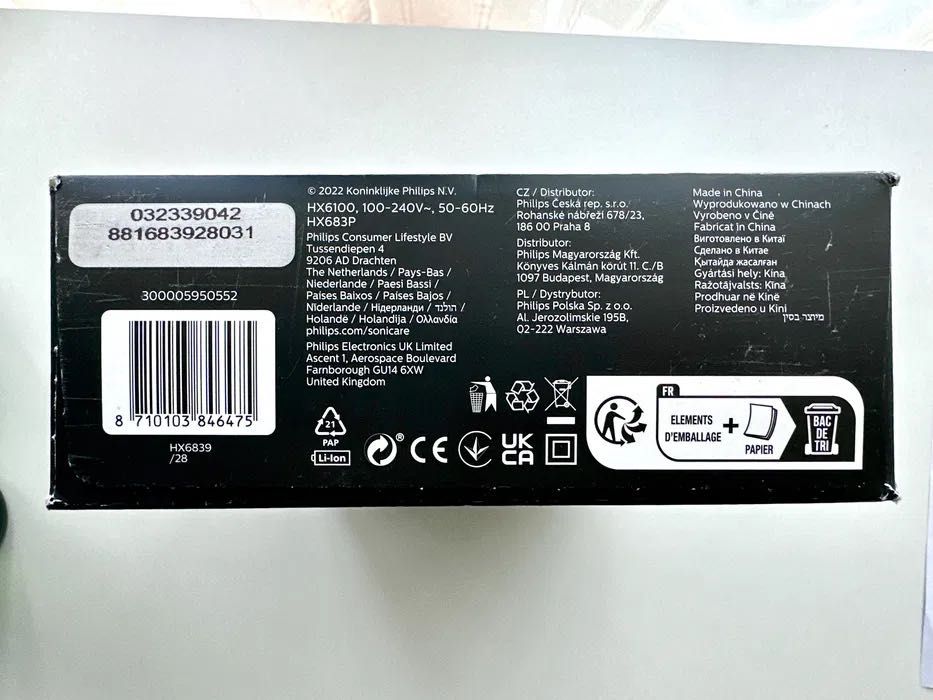 032339042
881683928031
300005950552
8 710103 846475
HX6839
/28
© 2022 Koninklijke Philips N.V.
HX6100, 100-240V~, 50-60Hz
HX683P
Philips Consumer Lifestyle BV
Tussendiepen 4
9206 AD Drachten
The Netherlands / Pays-Bas /
Niederlande / Paesi Bassi /
Países Baixos / Países Bajos /
Nīderlande / Нідерланди / הולנד /
Holandë / Holandija / Ολλανδία
philips.com/sonicare
Philips Electronics UK Limited
Ascent 1, Aerospace Boulevard
Farnborough GU14 6XW
United Kingdom
21
PAP
Li-Ion
®
CE
UK
CA
CZ / Distributor:
Philips Česká rep. s.r.o.
Rohanské nábřeží 678/23,
186 00 Praha 8
Distributor:
Philips Magyarország Kft.
Könyves Kálmán körút 11. C./B
1097 Budapest, Magyarország
PL / Dystrybutor:
Philips Polska Sp. z o.o.
Al. Jerozolimskie 195B,
02-222 Warszawa
Made in China
Wyprodukowano w Chinach
Vyrobeno v Číně
Fabricat in China
Виготовлено в Китаї
Сделано в Китае
Қытайда жасалған
Gyártási hely: Kína
Ražotājvalsts: Ķīna
Prodhuar në Kinë
Proizvedeno u Kini
מיוצר בסין
FR
ELEMENTS
D'EMBALLAGE
+
PAPIER
BAC
DE
TRI